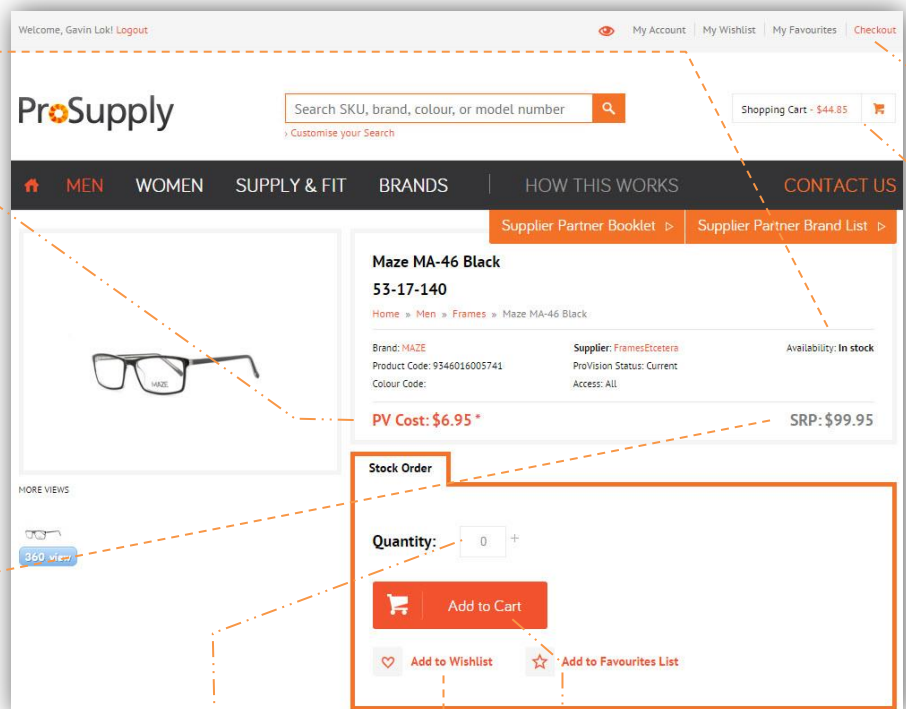 Welcome, Gavin Lok! Logout
My Account My Wishlist My Favourites Checkout
ProSupply
Search SKU, brand, colour, or model number
Shopping Cart - $44.85
› Customise your Search
MEN WOMEN SUPPLY & FIT BRANDS HOW THIS WORKS CONTACT US
Supplier Partner Booklet ▷ Supplier Partner Brand List ▷
Maze MA-46 Black
53-17-140
Home » Men » Frames » Maze MA-46 Black
Brand: MAZE Supplier: FramesEtcetera Availability: In stock
Product Code: 9346016005741 ProVision Status: Current
Colour Code: Access: All
PV Cost: $6.95 * SRP: $99.95
MAZE
Stock Order
MORE VIEWS
Quantity: 0 +
360 view
Add to Cart
Add to Wishlist Add to Favourites List